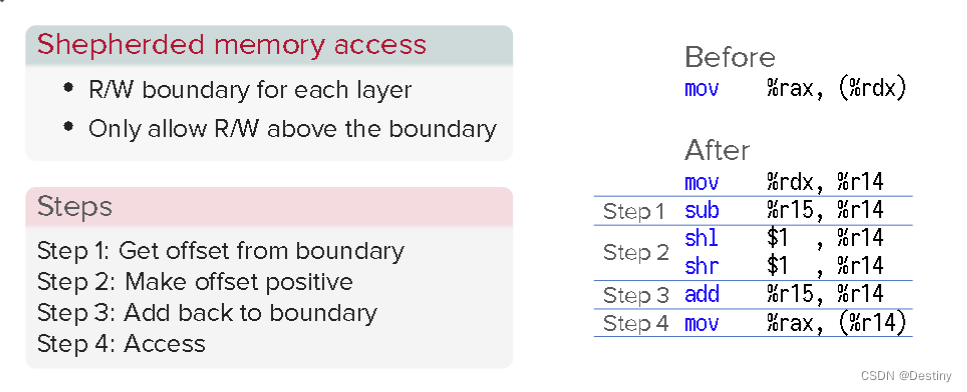 Shepherded memory access
• R/W boundary for each layer
• Only allow R/W above the boundary
Steps
Step 1: Get offset from boundary
Step 2: Make offset positive
Step 3: Add back to boundary
Step 4: Access
Before
mov %rax, (%rdx)
After
mov %rdx, %r14
Step 1 sub %r15, %r14
Step 2 shl $1 , %r14
shr $1 , %r14
Step 3 add %r15, %r14
Step 4 mov %rax, (%r14)
CSDN @Destiny